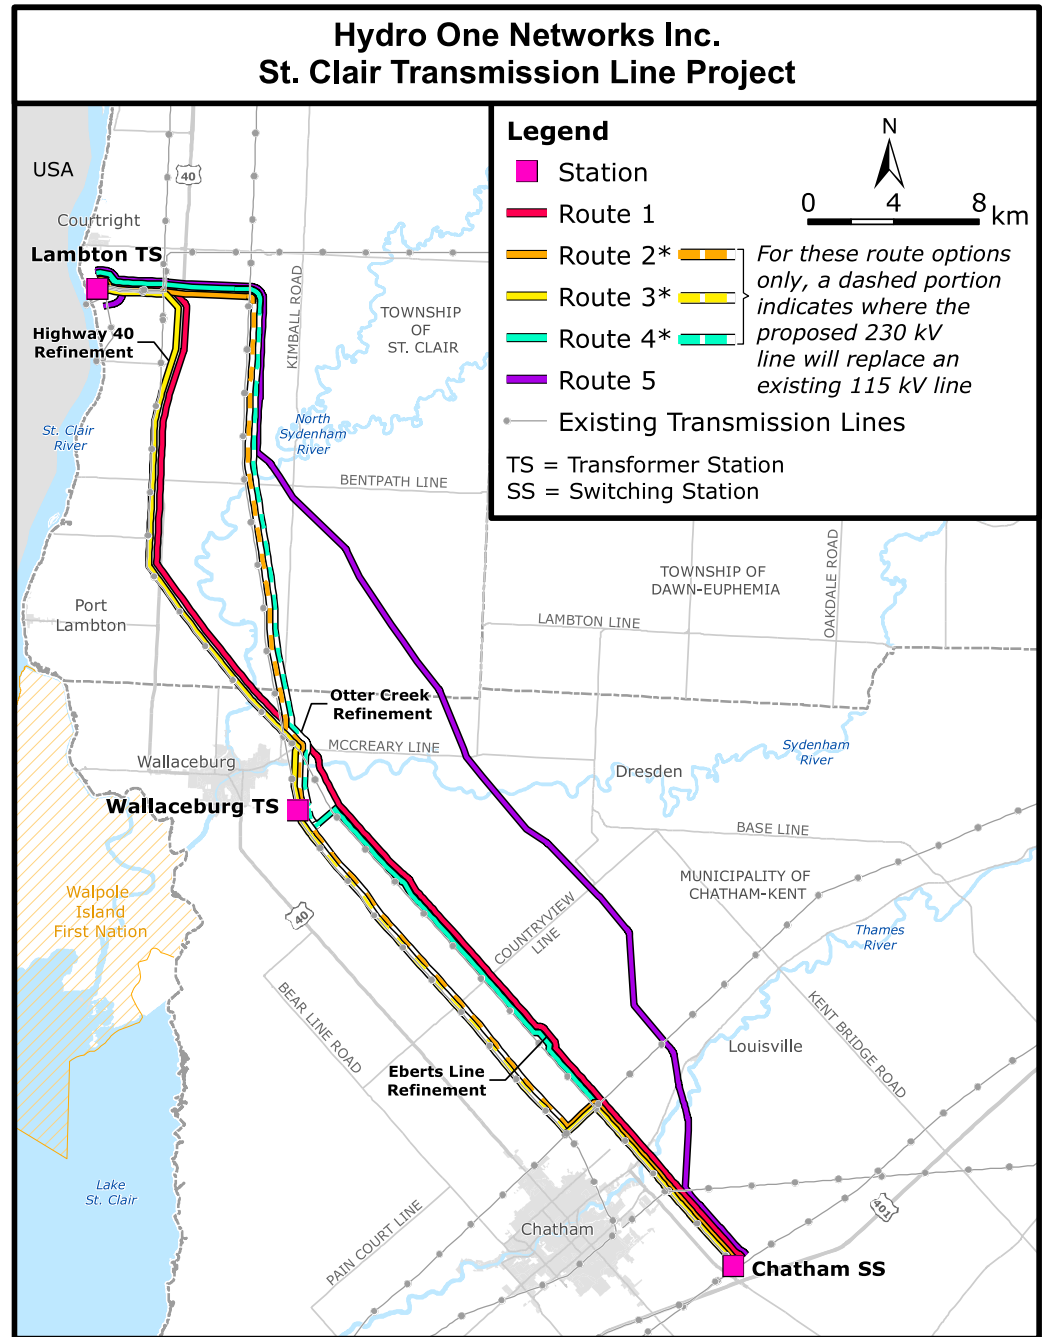 Hydro One Networks Inc.
St. Clair Transmission Line Project
Legend
Station
Route 1
Route 2*
Route 3*
Route 4*
Route 5
Existing Transmission Lines
TS = Transformer Station
SS = Switching Station
For these route options
only, a dashed portion
indicates where the
proposed 230 kV
line will replace an
existing 115 kV line
N
0 4 8 km
USA
40
Courtright
Lambton TS
Highway 40
Refinement
KIMBALL ROAD
TOWNSHIP
OF
ST. CLAIR
St. Clair
River
North
Sydenham
River
BENTPATH LINE
Port
Lambton
TOWNSHIP OF
DAWN-EUPHEMIA
OAKDALE ROAD
LAMBTON LINE
Otter Creek
Refinement
MCCREARY LINE
Wallaceburg
Sydenham
River
Dresden
Wallaceburg TS
BASE LINE
MUNICIPALITY OF
CHATHAM-KENT
Walpole
Island
First Nation
40
COUNTRYVIEW
LINE
Thames
River
BEAR LINE ROAD
KENT BRIDGE ROAD
Louisville
Eberts Line
Refinement
Lake
St. Clair
PAIN COURT LINE
Chatham
401
Chatham SS